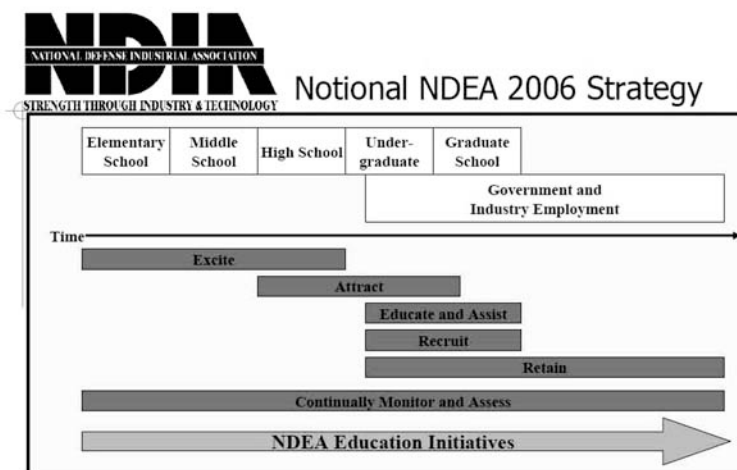 NDIA
NATIONAL DEFENSE INDUSTRIAL ASSOCIATION
STRENGTH THROUGH INDUSTRY & TECHNOLOGY
Notional NDEA 2006 Strategy
Elementary School
Middle School
High School
Under-
graduate
Graduate School
Government and
Industry Employment
Time
Excite
Attract
Educate and Assist
Recruit
Retain
Continually Monitor and Assess
NDEA Education Initiatives